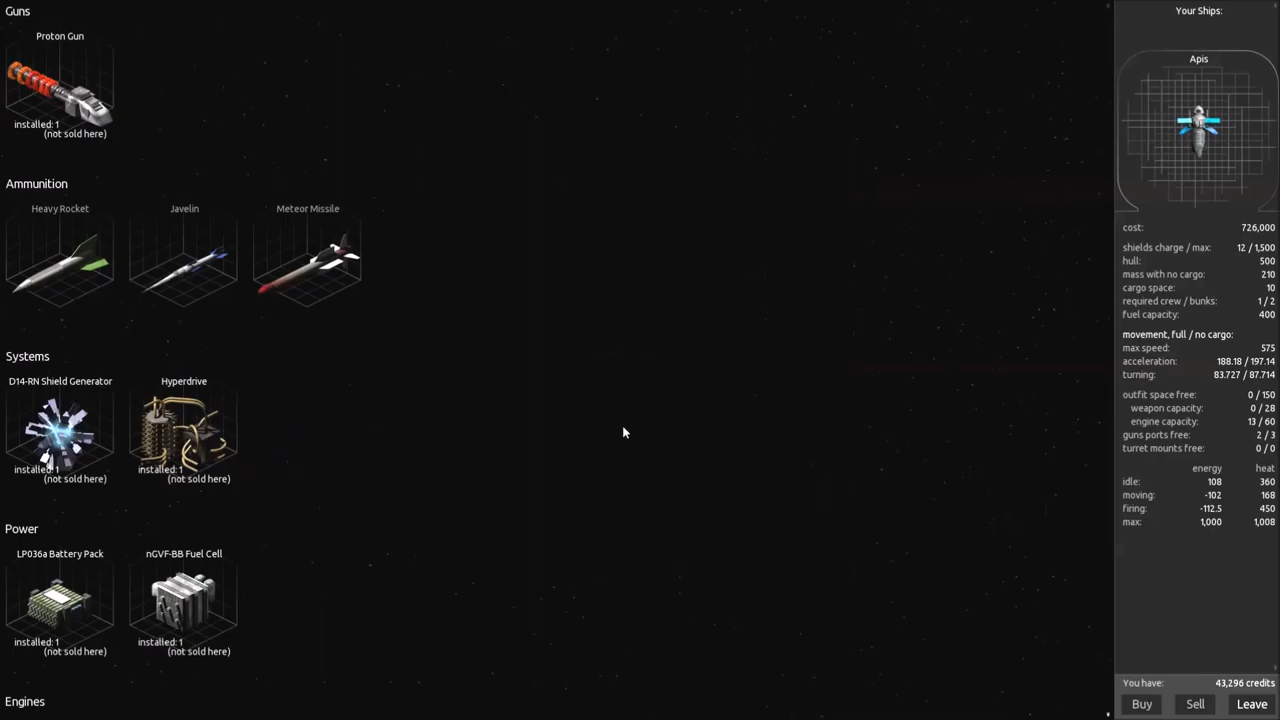 Guns
Proton Gun
installed: 1
(not sold here)
Ammunition
Heavy Rocket
Javelin
Meteor Missile
Systems
D14-RN Shield Generator
Hyperdrive
installed: 1
(not sold here)
installed: 1
(not sold here)
Power
LP036a Battery Pack
nGVF-BB Fuel Cell
installed: 1
(not sold here)
installed: 1
(not sold here)
Engines
Your Ships:
Apis
cost: 726,000
shields charge / max: 12 / 1,500
hull: 500
mass with no cargo: 210
cargo space: 10
required crew / bunks: 1 / 2
fuel capacity: 400
movement, full / no cargo:
max speed: 575
acceleration: 188.18 / 197.14
turning: 83.727 / 87.714
outfit space free: 0 / 150
weapon capacity: 0 / 28
engine capacity: 13 / 60
guns ports free: 2 / 3
turret mounts free: 0 / 0
energy heat
idle: 108 360
moving: -102 168
firing: -112.5 450
max: 1,000 1,008
You have: 43,296 credits
Buy Sell Leave